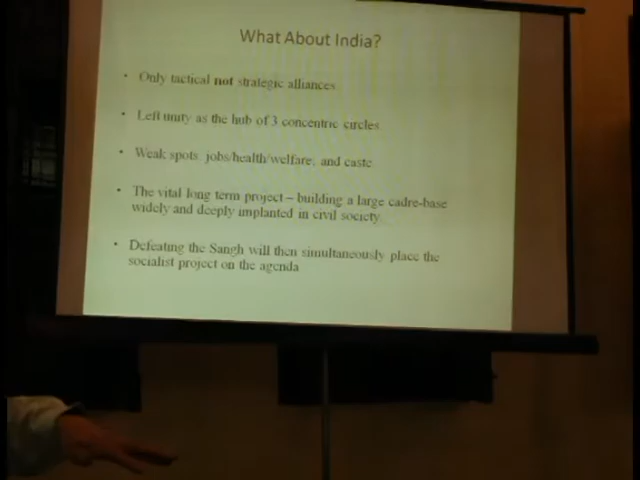 What About India?
• Only tactical not strategic alliances
• Left unity as the hub of 3 concentric circles
• Weak spots jobs/health/welfare, and caste
• The vital long term project – building a large cadre-base
widely and deeply implanted in civil society.
• Defeating the Sangh will then simultaneously place the
socialist project on the agenda